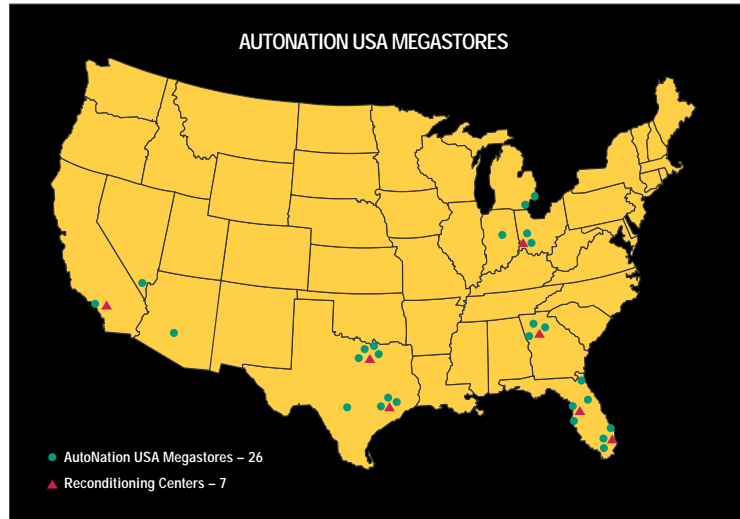 AUTONATION USA MEGASTORES
AutoNation USA Megastores – 26
Reconditioning Centers – 7